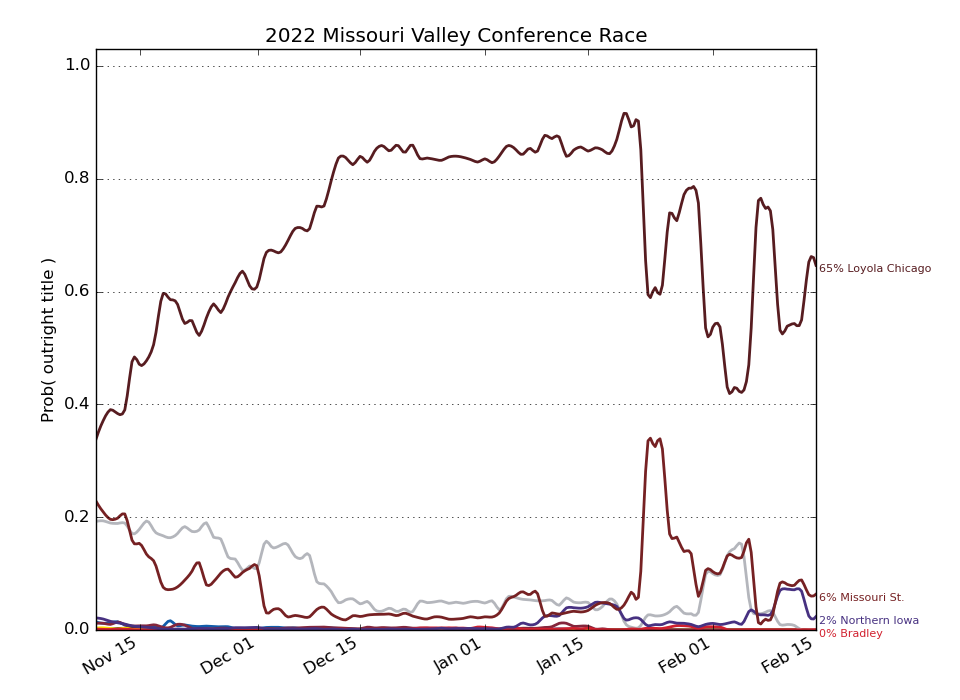 2022 Missouri Valley Conference Race
Prob( outright title )
1.0
0.8
0.6
0.4
0.2
0.0
65% Loyola Chicago
6% Missouri St.
2% Northern Iowa
0% Bradley
Nov 15
Dec 01
Dec 15
Jan 01
Jan 15
Feb 01
Feb 15